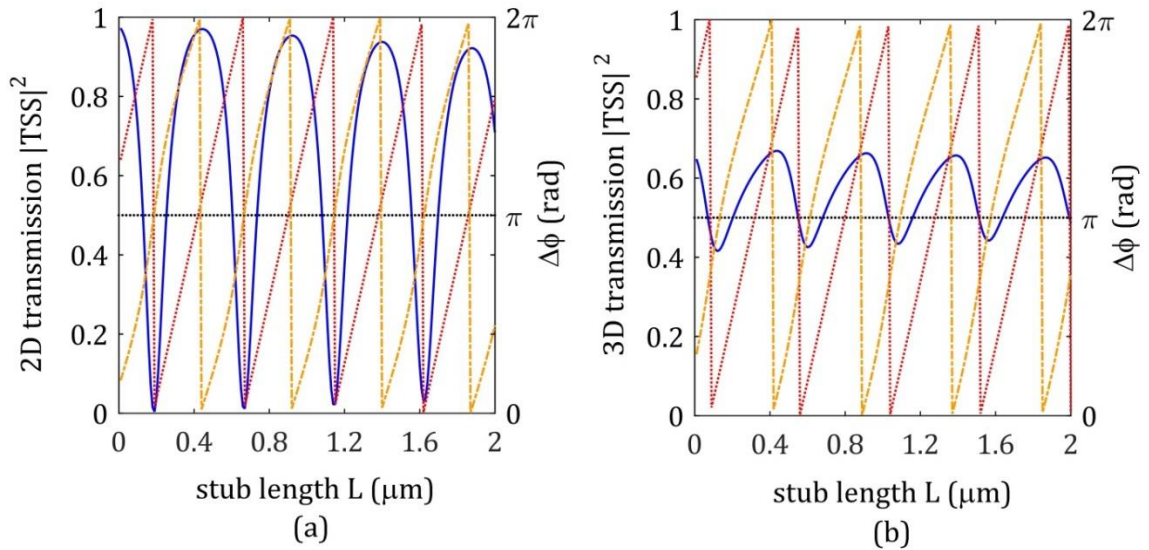 2D transmission |TSS|²
1
0.8
0.6
0.4
0.2
0
0
0.4
0.8
1.2
1.6
2
2π
π
0
Δϕ (rad)
stub length L (μm)
(a)
3D transmission |TSS|²
1
0.8
0.6
0.4
0.2
0
0
0.4
0.8
1.2
1.6
2
2π
π
0
Δϕ (rad)
stub length L (μm)
(b)